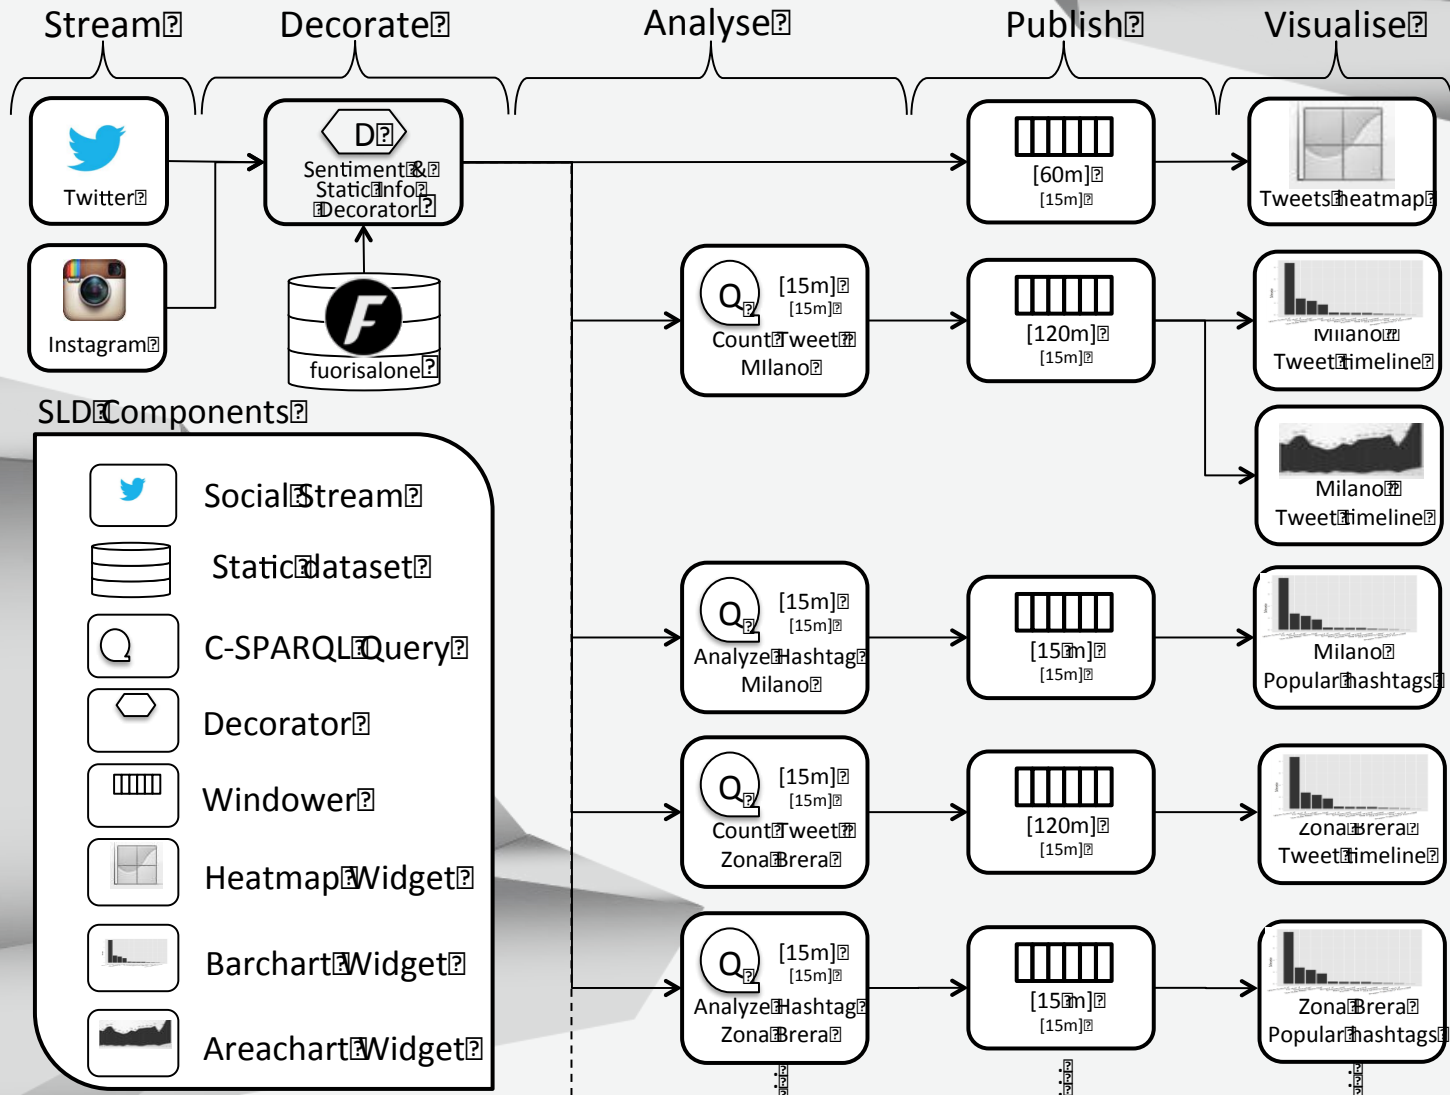 Stream
Decorate
Analyse
Publish
Visualise
Twitter
Instagram
D
Sentiment &
Static Info
Decorator
F
fuorisalone
[60m]
[15m]
Tweets heatmap
Q
[15m]
[15m]
Count Tweet
MIlano
[120m]
[15m]
MIlano
Tweet timeline
Milano
Tweet timeline
Q
[15m]
[15m]
Analyze Hashtag
Milano
[15 m]
[15m]
Milano
Popular hashtags
Q
[15m]
[15m]
Count Tweet
Zona Brera
[120m]
[15m]
Zona Brera
Tweet timeline
Q
[15m]
[15m]
Analyze Hashtag
Zona Brera
[15 m]
[15m]
Zona Brera
Popular hashtags
SLD Components
Social Stream
Static dataset
C-SPARQL Query
Decorator
Windower
Heatmap Widget
Barchart Widget
Areachart Widget